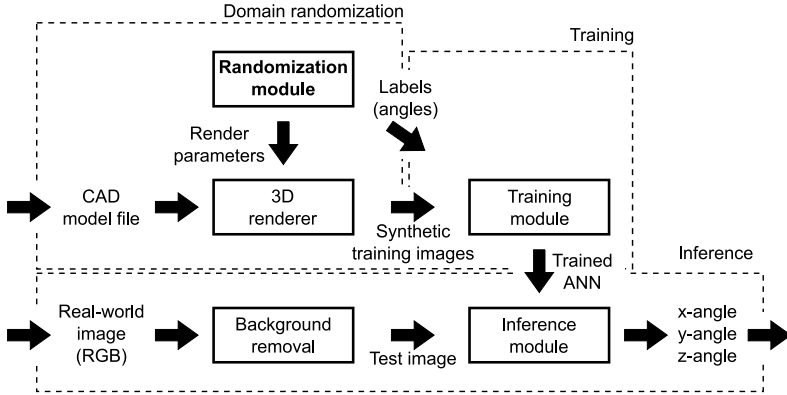 Domain randomization
Training
Randomization
module
Labels
(angles)
Render
parameters
CAD
model file
3D
renderer
Training
module
Synthetic
training images
Trained
ANN
Inference
Real-world
image
(RGB)
Background
removal
Test image
Inference
module
x-angle
y-angle
z-angle